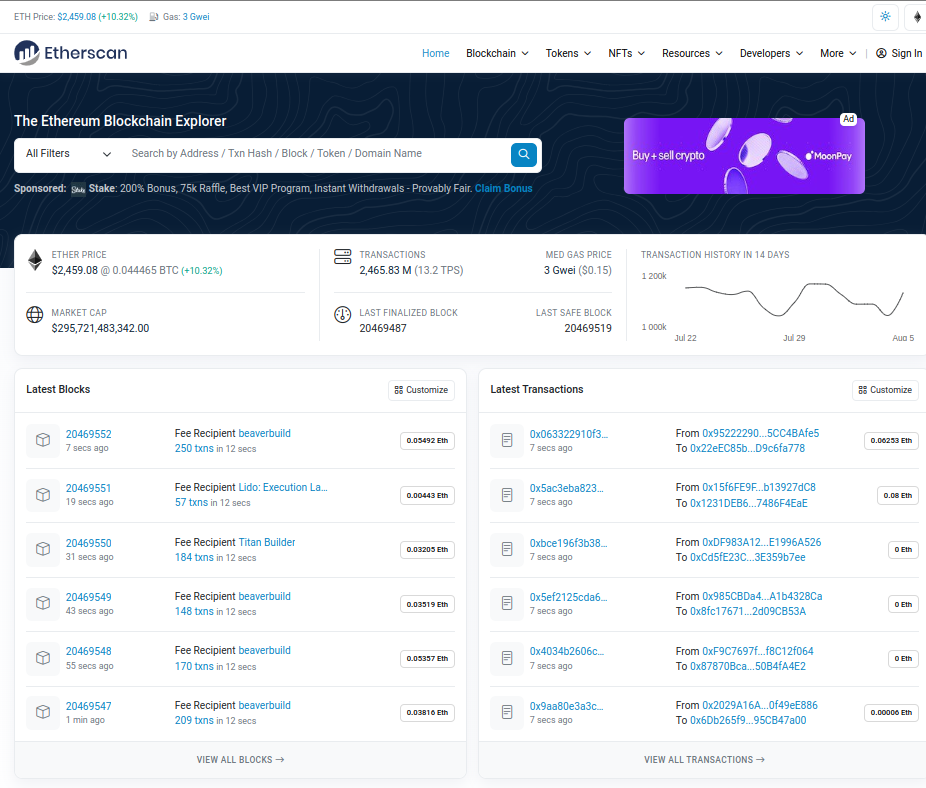 ETH Price: $2,459.08 (+10.32%) Gas: 3 Gwei
Etherscan
Home Blockchain Tokens NFTs Resources Developers More | Sign In
The Ethereum Blockchain Explorer
All Filters Search by Address / Txn Hash / Block / Token / Domain Name
Sponsored: Stake Stake: 200% Bonus, 75k Raffle, Best VIP Program, Instant Withdrawals - Provably Fair. Claim Bonus
Ad
Buy + sell crypto MoonPay
ETHER PRICE
$2,459.08 @ 0.044465 BTC (+10.32%)
MARKET CAP
$295,721,483,342.00
TRANSACTIONS
2,465.83 M (13.2 TPS)
MED GAS PRICE
3 Gwei ($0.15)
LAST FINALIZED BLOCK
20469487
LAST SAFE BLOCK
20469519
TRANSACTION HISTORY IN 14 DAYS
1 200k
1 000k
Jul 22 Jul 29 Aug 5
Latest Blocks Customize
20469552 Fee Recipient beaverbuild
7 secs ago 250 txns in 12 secs
0.05492 Eth
20469551 Fee Recipient Lido: Execution La...
19 secs ago 57 txns in 12 secs
0.00443 Eth
20469550 Fee Recipient Titan Builder
31 secs ago 184 txns in 12 secs
0.03205 Eth
20469549 Fee Recipient beaverbuild
43 secs ago 148 txns in 12 secs
0.03519 Eth
20469548 Fee Recipient beaverbuild
55 secs ago 170 txns in 12 secs
0.05357 Eth
20469547 Fee Recipient beaverbuild
1 min ago 209 txns in 12 secs
0.03816 Eth
VIEW ALL BLOCKS →
Latest Transactions Customize
0x063322910f3... From 0x95222290...5CC4BAfe5
7 secs ago To 0x22eEC85b...D9c6fa778
0.06253 Eth
0x5ac3eba823... From 0x15f6FE9F...b13927dC8
7 secs ago To 0x1231DEB6...7486F4EaE
0.08 Eth
0xbce196f3b38... From 0xDF983A12...E1996A526
7 secs ago To 0xCd5fE23C...3E359b7ee
0 Eth
0x5ef2125cda6... From 0x985CBDa4...A1b4328Ca
7 secs ago To 0x8fc17671...2d09CB53A
0 Eth
0x4034b2606c... From 0xF9C7697f...f8C12f064
7 secs ago To 0x87870Bca...50B4fA4E2
0 Eth
0x9aa80e3a3c... From 0x2029A16A...0f49eE886
7 secs ago To 0x6Db265f9...95CB47a00
0.00006 Eth
VIEW ALL TRANSACTIONS →